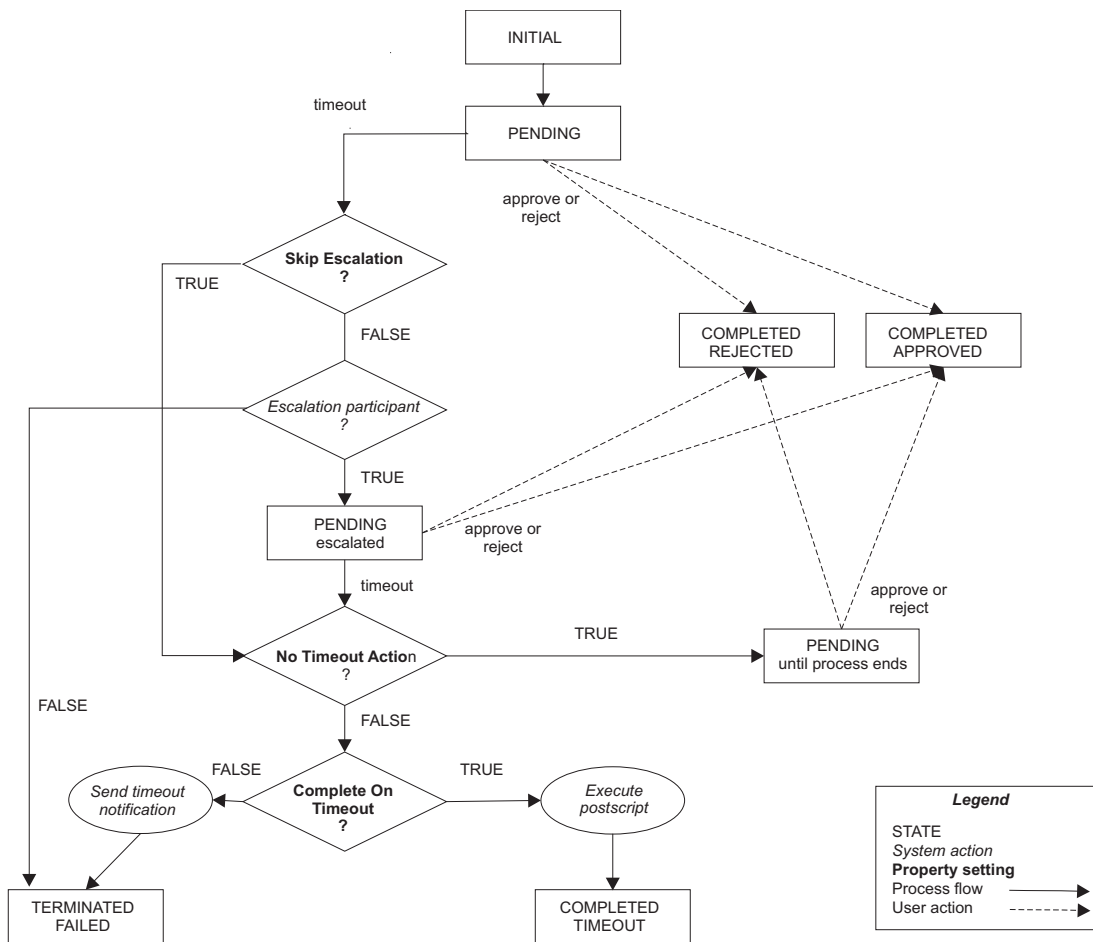 INITIAL
timeout
PENDING
approve or
reject
Skip Escalation
?
TRUE
FALSE
COMPLETED
REJECTED
COMPLETED
APPROVED
Escalation participant
?
TRUE
PENDING
escalated
approve or
reject
timeout
approve or
reject
TRUE
No Timeout Action
?
PENDING
until process ends
FALSE
FALSE
FALSE
TRUE
Send timeout
notification
Complete On
Timeout
?
Execute
postscript
TERMINATED
FAILED
COMPLETED
TIMEOUT
Legend
STATE
System action
Property setting
Process flow
User action